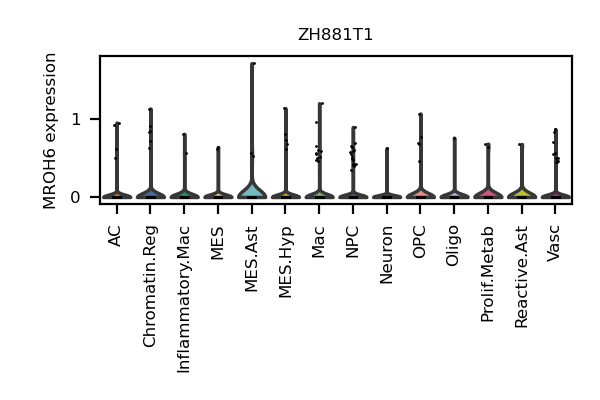 ZH881T1
MROH6 expression
1
0
AC
Chromatin.Reg
Inflammatory.Mac
MES
MES.Ast
MES.Hyp
Mac
NPC
Neuron
OPC
Oligo
Prolif.Metab
Reactive.Ast
Vasc